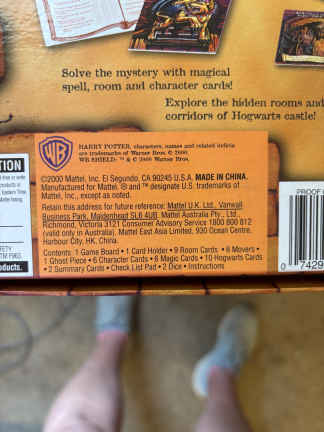 Solve the mystery with magical
spell, room and character cards!
Explore the hidden rooms and
corridors of Hogwarts castle!
WB
HARRY POTTER, characters, names and related indicia
are trademarks of Warner Bros. © 2000.
WB SHIELD: ™ & © 2000 Warner Bros.
©2000 Mattel, Inc. El Segundo, CA 90245 U.S.A. MADE IN CHINA.
Manufactured for Mattel. ® and ™ designate U.S. trademarks of
Mattel, Inc., except as noted.
Retain this address for future reference: Mattel U.K. Ltd., Vanwall
Business Park, Maidenhead SL6 4UB. Mattel Australia Pty., Ltd.,
Richmond, Victoria 3121 Consumer Advisory Service 1800 800 812
(valid only in Australia). Mattel East Asia Limited, 930 Ocean Centre,
Harbour City, HK, China.
Contents: 1 Game Board • 1 Card Holder • 9 Room Cards • 6 Movers •
1 Ghost Piece • 6 Character Cards • 6 Magic Cards • 10 Hogwarts Cards
• 2 Summary Cards • Check List Pad • 2 Dice • Instructions
PROOF
0 7429
TION
oducts.